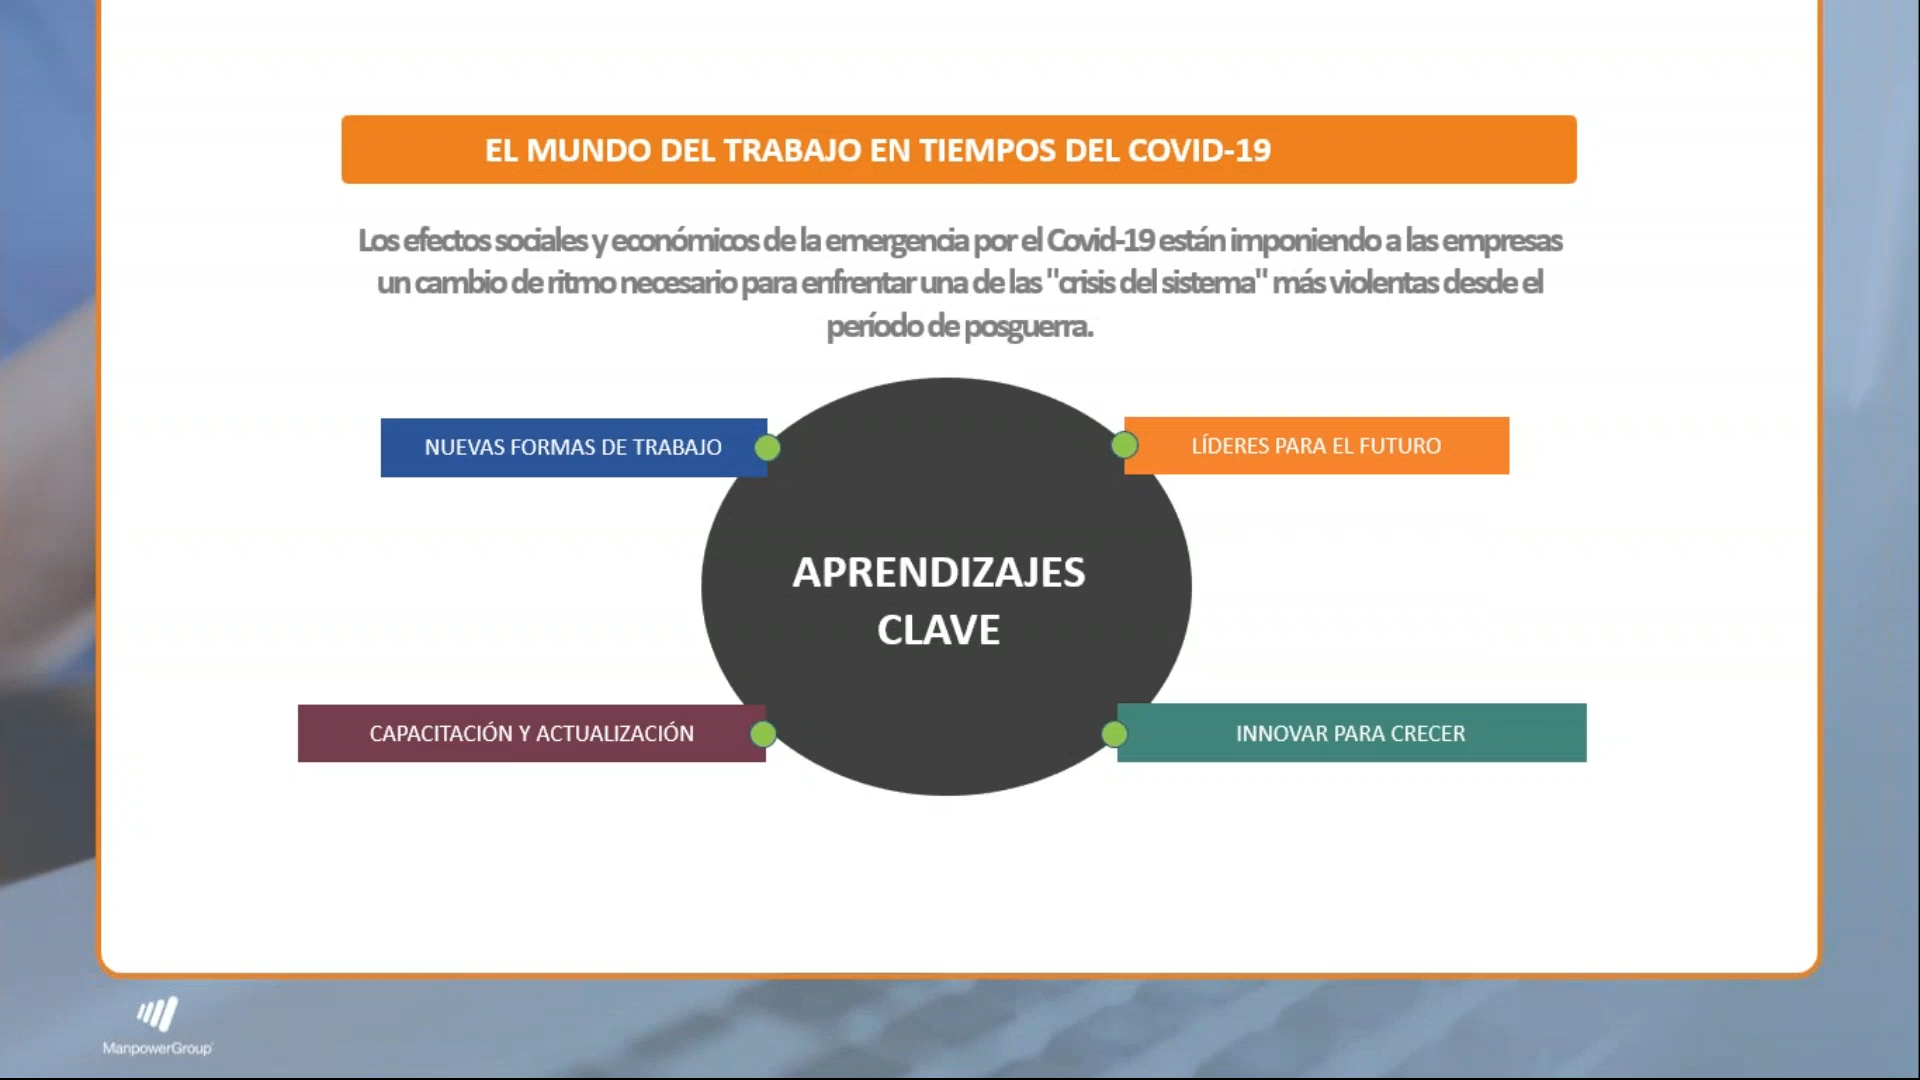 EL MUNDO DEL TRABAJO EN TIEMPOS DEL COVID-19
Los efectos sociales y económicos de la emergencia por el Covid-19 están imponiendo a las empresas
un cambio de ritmo necesario para enfrentar una de las "crisis del sistema" más violentas desde el
período de posguerra.
NUEVAS FORMAS DE TRABAJO
LÍDERES PARA EL FUTURO
APRENDIZAJES
CLAVE
CAPACITACIÓN Y ACTUALIZACIÓN
INNOVAR PARA CRECER
ManpowerGroup